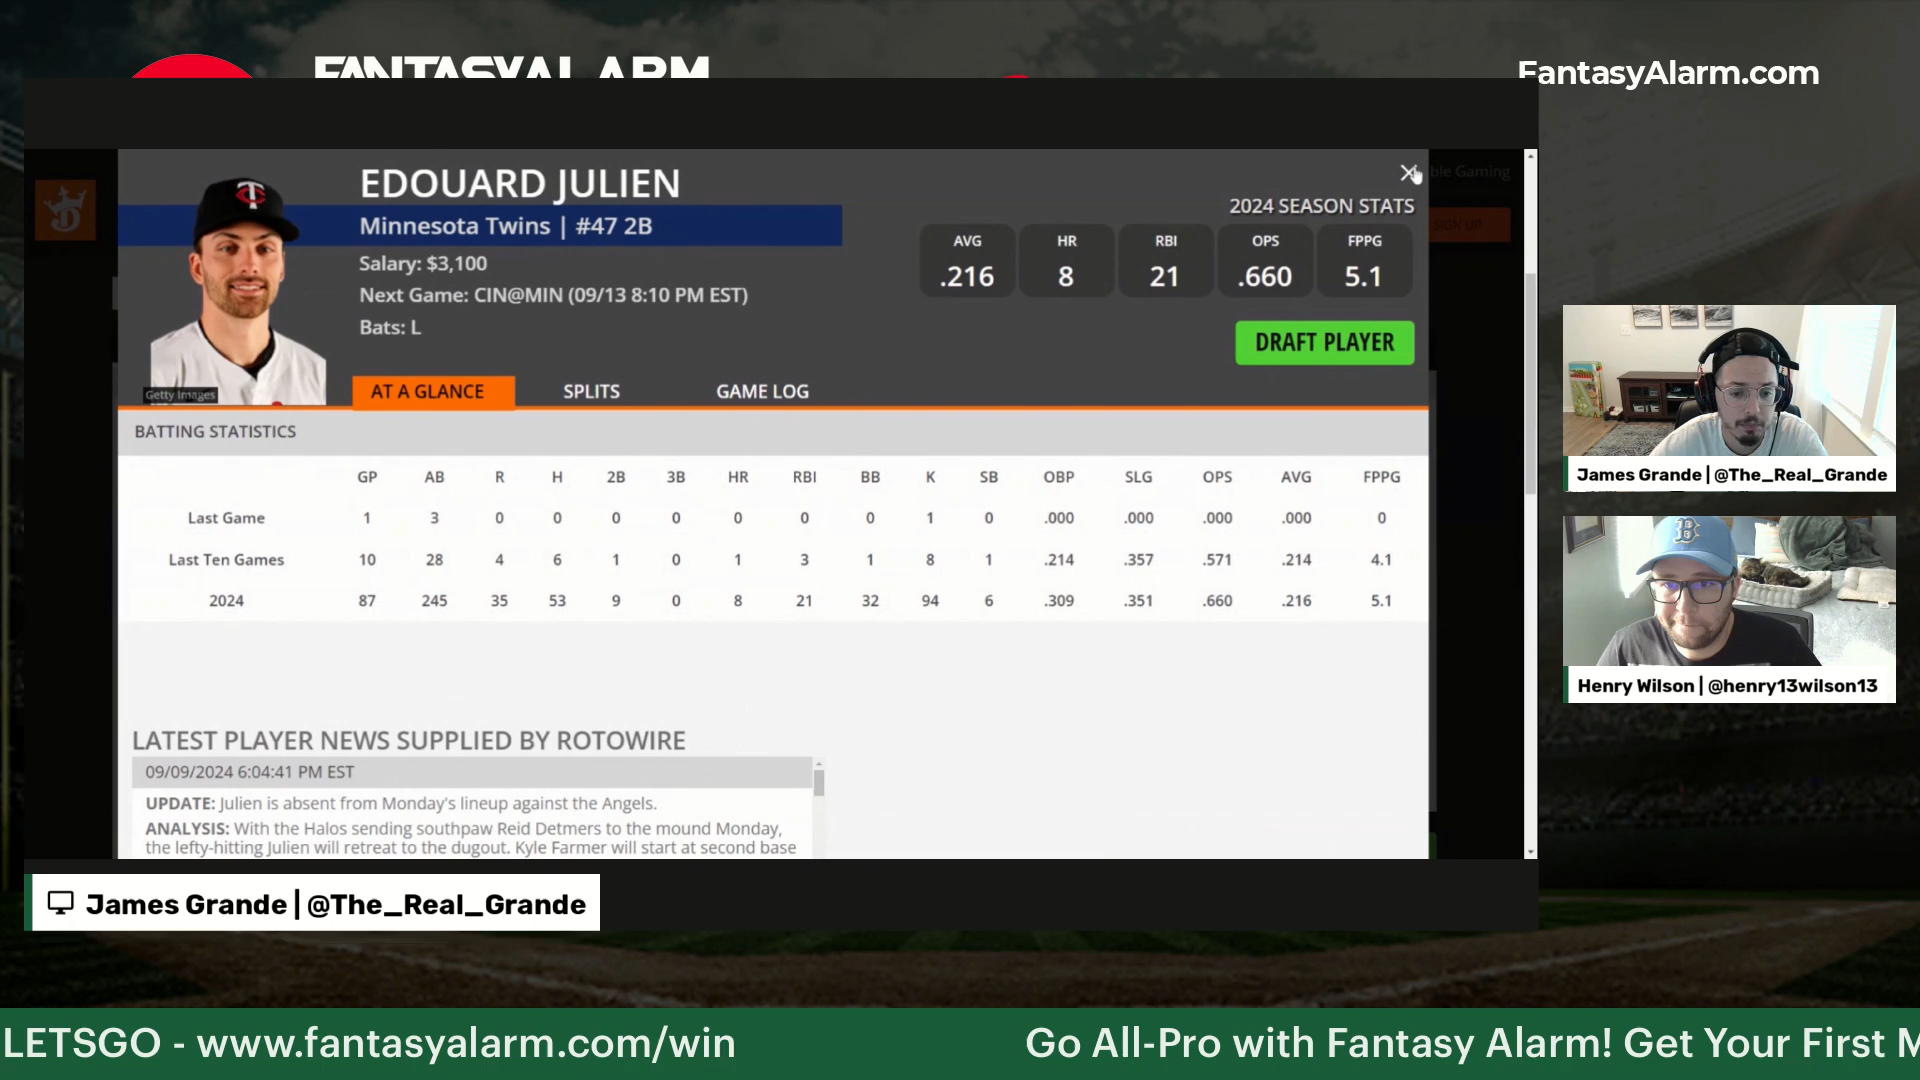 FANTASYALARM
FantasyAlarm.com
ble Gaming
SIGN UP
EDOUARD JULIEN
Minnesota Twins | #47 2B
Salary: $3,100
Next Game: CIN@MIN (09/13 8:10 PM EST)
Bats: L
Getty Images
2024 SEASON STATS
AVG HR RBI OPS FPPG
.216 8 21 .660 5.1
DRAFT PLAYER
AT A GLANCE SPLITS GAME LOG
BATTING STATISTICS
GP AB R H 2B 3B HR RBI BB K SB OBP SLG OPS AVG FPPG
Last Game 1 3 0 0 0 0 0 0 0 1 0 .000 .000 .000 .000 0
Last Ten Games 10 28 4 6 1 0 1 3 1 8 1 .214 .357 .571 .214 4.1
2024 87 245 35 53 9 0 8 21 32 94 6 .309 .351 .660 .216 5.1
LATEST PLAYER NEWS SUPPLIED BY ROTOWIRE
09/09/2024 6:04:41 PM EST
UPDATE: Julien is absent from Monday's lineup against the Angels.
ANALYSIS: With the Halos sending southpaw Reid Detmers to the mound Monday,
the lefty-hitting Julien will retreat to the dugout. Kyle Farmer will start at second base
James Grande | @The_Real_Grande
Henry Wilson | @henry13wilson13
James Grande | @The_Real_Grande
LETSGO - www.fantasyalarm.com/win
Go All-Pro with Fantasy Alarm! Get Your First M